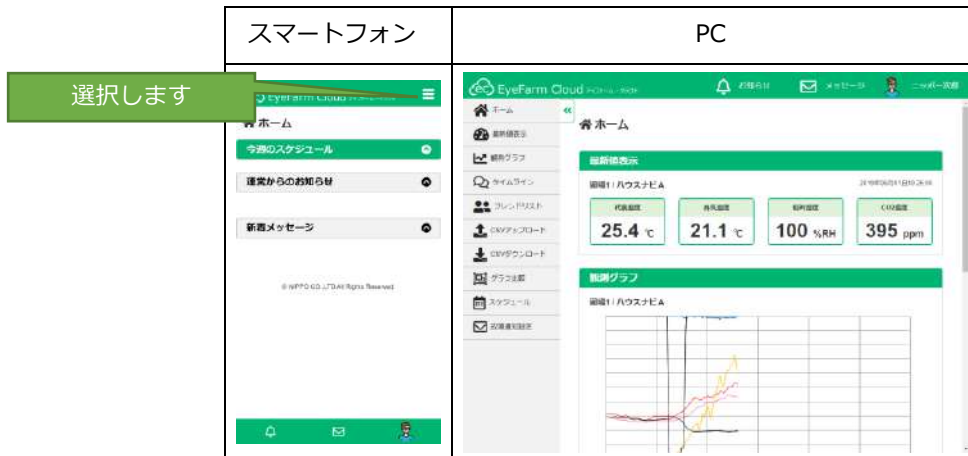 スマートフォン
PC
選択します
EyeFarm Cloud
ホーム
今週のスケジュール
運営からのお知らせ
新着メッセージ
EyeFarm Cloud
お知らせ
メッセージ
ホーム
最新値表示
観測グラフ
タイムライン
フレンドリスト
CSVアップロード
CSVダウンロード
グラフ比較
スケジュール
ホーム
最新値表示
圃場1 / ハウスナビA
CO2濃度
25.4 ℃
21.1 ℃
100 %RH
395 ppm
観測グラフ
圃場1 / ハウスナビA